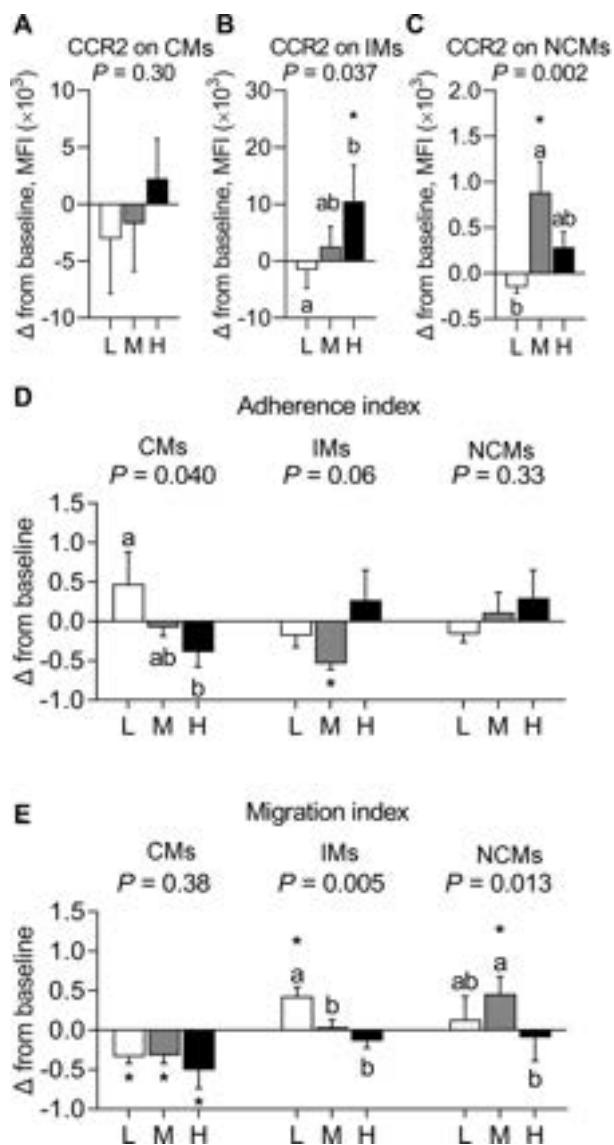 A B C
CCR2 on CMs CCR2 on IMs CCR2 on NCMs
P = 0.30 P = 0.037 P = 0.002
Δ from baseline, MFI (×10³)
10
5
0
-5
-10
L M H
Δ from baseline, MFI (×10³)
30
20
10
0
-10
a ab b *
L M H
Δ from baseline, MFI (×10³)
2.0
1.5
1.0
0.5
0.0
-0.5
b a * ab
L M H
D
Adherence index
CMs IMs NCMs
P = 0.040 P = 0.06 P = 0.33
Δ from baseline
1.5
1.0
0.5
0.0
-0.5
-1.0
a ab b *
L M H L M H L M H
E
Migration index
CMs IMs NCMs
P = 0.38 P = 0.005 P = 0.013
Δ from baseline
1.5
1.0
0.5
0.0
-0.5
-1.0
* * * * a b b ab * a b
L M H L M H L M H